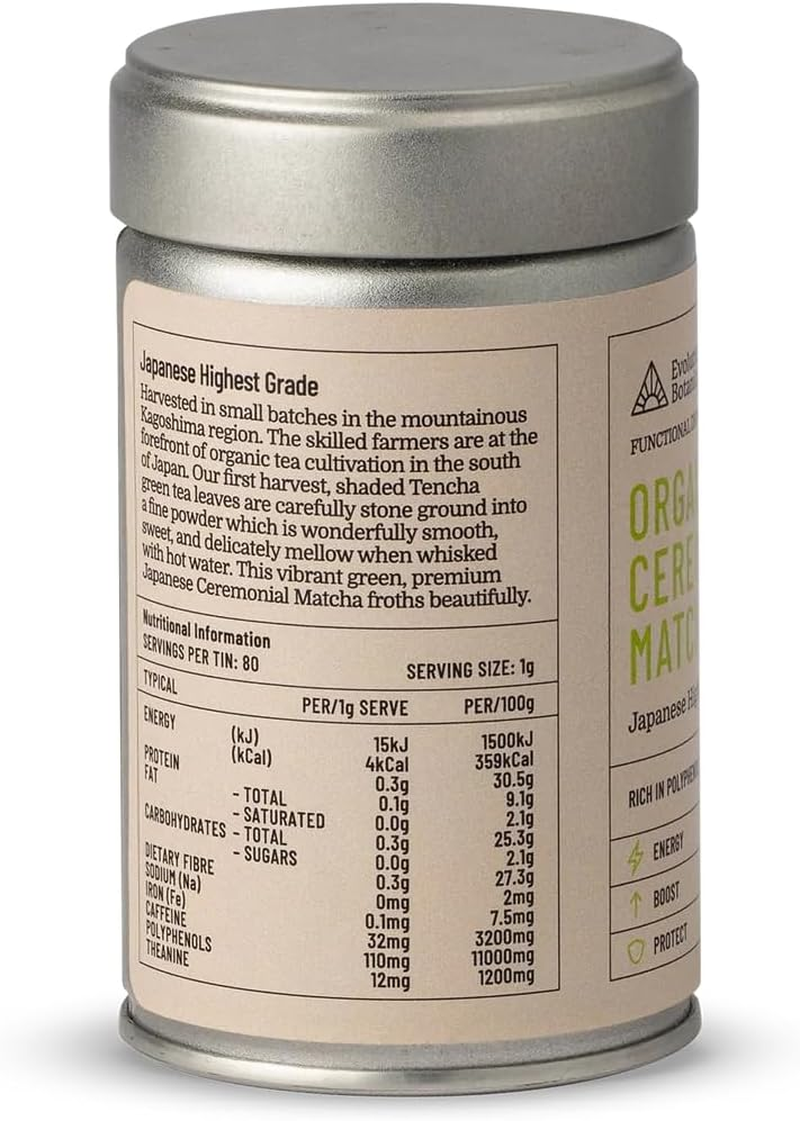 Japanese Highest Grade
Harvested in small batches in the mountainous
Kagoshima region. The skilled farmers are at the
forefront of organic tea cultivation in the south
of Japan. Our first harvest, shaded Tencha
green tea leaves are carefully stone ground into
a fine powder which is wonderfully smooth,
sweet, and delicately mellow when whisked
with hot water. This vibrant green, premium
Japanese Ceremonial Matcha froths beautifully.
Nutritional Information
SERVINGS PER TIN: 80 SERVING SIZE: 1g
TYPICAL PER/1g SERVE PER/100g
ENERGY (kJ) 15kJ 1500kJ
(kCal) 4kCal 359kCal
PROTEIN 0.3g 30.5g
FAT - TOTAL 0.1g 9.1g
- SATURATED 0.0g 2.1g
CARBOHYDRATES - TOTAL 0.3g 25.3g
- SUGARS 0.0g 2.1g
DIETARY FIBRE 0.3g 27.3g
SODIUM (Na) 0mg 2mg
IRON (Fe) 0.1mg 7.5mg
CAFFEINE 32mg 3200mg
POLYPHENOLS 110mg 11000mg
THEANINE 12mg 1200mg
FUNCTIONAL
ORGA
CERE
MATC
Japanese
RICH IN
ENERGY
BOOST
PROTECT